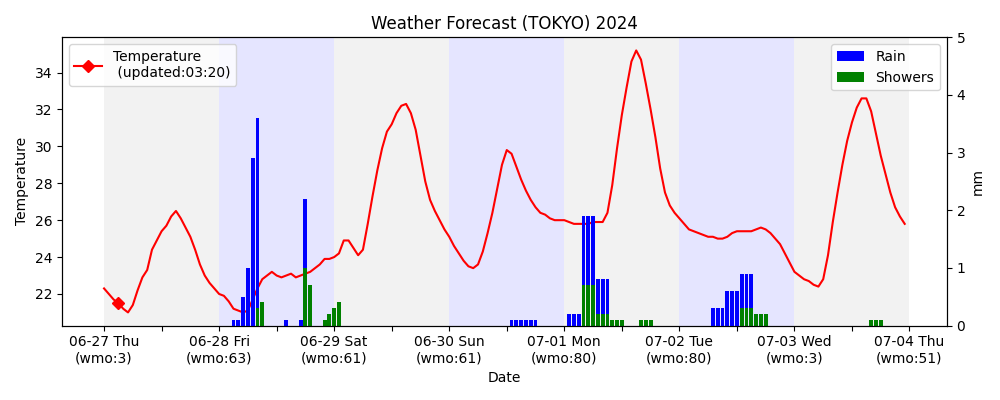 Weather Forecast (TOKYO) 2024
Temperature
(updated:03:20)
Rain
Showers
34
32
30
28
26
24
22
Temperature
5
4
3
2
1
0
mm
06-27 Thu
(wmo:3)
06-28 Fri
(wmo:63)
06-29 Sat
(wmo:61)
06-30 Sun
(wmo:61)
07-01 Mon
(wmo:80)
07-02 Tue
(wmo:80)
07-03 Wed
(wmo:3)
07-04 Thu
(wmo:51)
Date